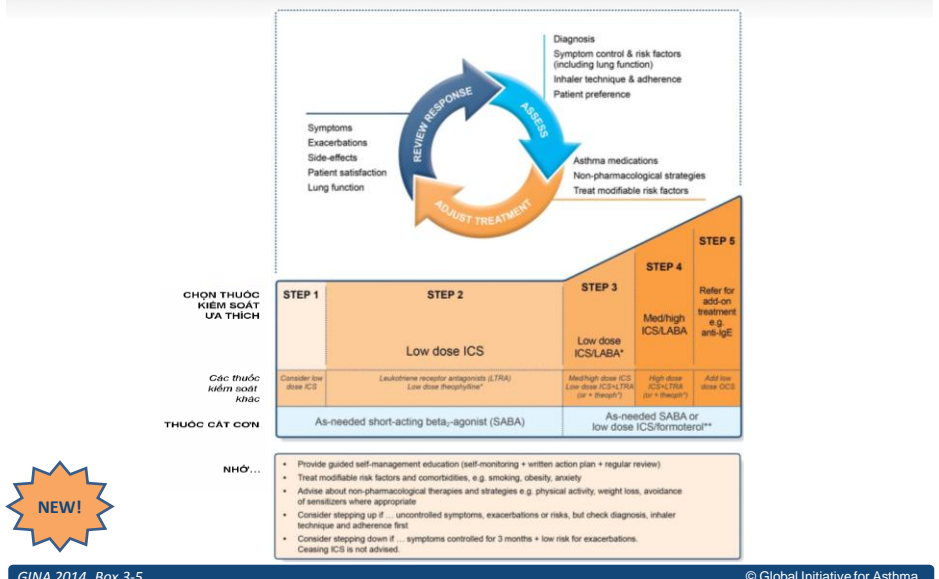 Diagnosis
Symptom control & risk factors
(including lung function)
Inhaler technique & adherence
Patient preference
REVIEW RESPONSE
ASSESS
ADJUST TREATMENT
Symptoms
Exacerbations
Side-effects
Patient satisfaction
Lung function
Asthma medications
Non-pharmacological strategies
Treat modifiable risk factors
CHỌN THUỐC
KIỂM SOÁT
ƯA THÍCH
STEP 1
STEP 2
Low dose ICS
STEP 3
Low dose
ICS/LABA*
STEP 4
Med/high
ICS/LABA
STEP 5
Refer for
add-on
treatment
e.g.
anti-IgE
Các thuốc
kiểm soát
khác
Consider low
dose ICS
Leukotriene receptor antagonists (LTRA)
Low dose theophylline*
Med/high dose ICS
Low dose ICS+LTRA
(or + theoph*)
High dose
ICS+LTRA
(or + theoph*)
Add low
dose OCS
THUỐC CẮT CƠN
As-needed short-acting beta₂-agonist (SABA)
As-needed SABA or
low dose ICS/formoterol**
NHỚ...
• Provide guided self-management education (self-monitoring + written action plan + regular review)
• Treat modifiable risk factors and comorbidities, e.g. smoking, obesity, anxiety
• Advise about non-pharmacological therapies and strategies e.g. physical activity, weight loss, avoidance
of sensitizers where appropriate
• Consider stepping up if ... uncontrolled symptoms, exacerbations or risks, but check diagnosis, inhaler
technique and adherence first
• Consider stepping down if ... symptoms controlled for 3 months + low risk for exacerbations.
Ceasing ICS is not advised.
NEW!
GINA 2014, Box 3-5
© Global Initiative for Asthma